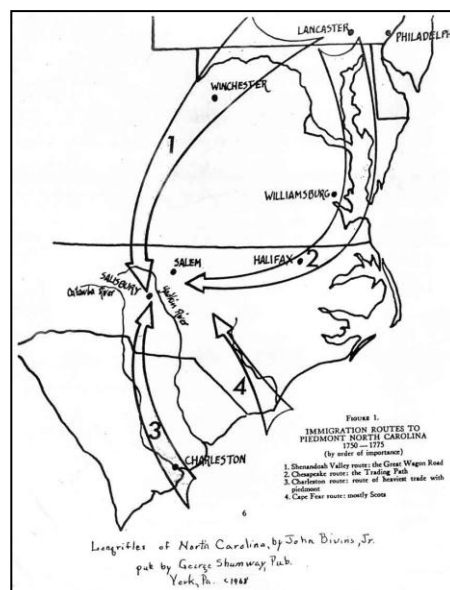 LANCASTER
PHILADELPH
WINCHESTER
1
WILLIAMSBURG
SALEM
HALIFAX
2
SALISBURY
Catawba River
Yadkin River
4
3
CHARLESTON
FIGURE 1.
IMMIGRATION ROUTES TO
PIEDMONT NORTH CAROLINA
1750 — 1775
(by order of importance)
1. Shenandoah Valley route: the Great Wagon Road
2. Chesapeake route: the Trading Path
3. Charleston route: route of heaviest trade with
piedmont
4. Cape Fear route: mostly Scots
6
Longrifles of North Carolina, by John Bivins, Jr.
pub by George Shumway, Pub.
York, Pa. c1968